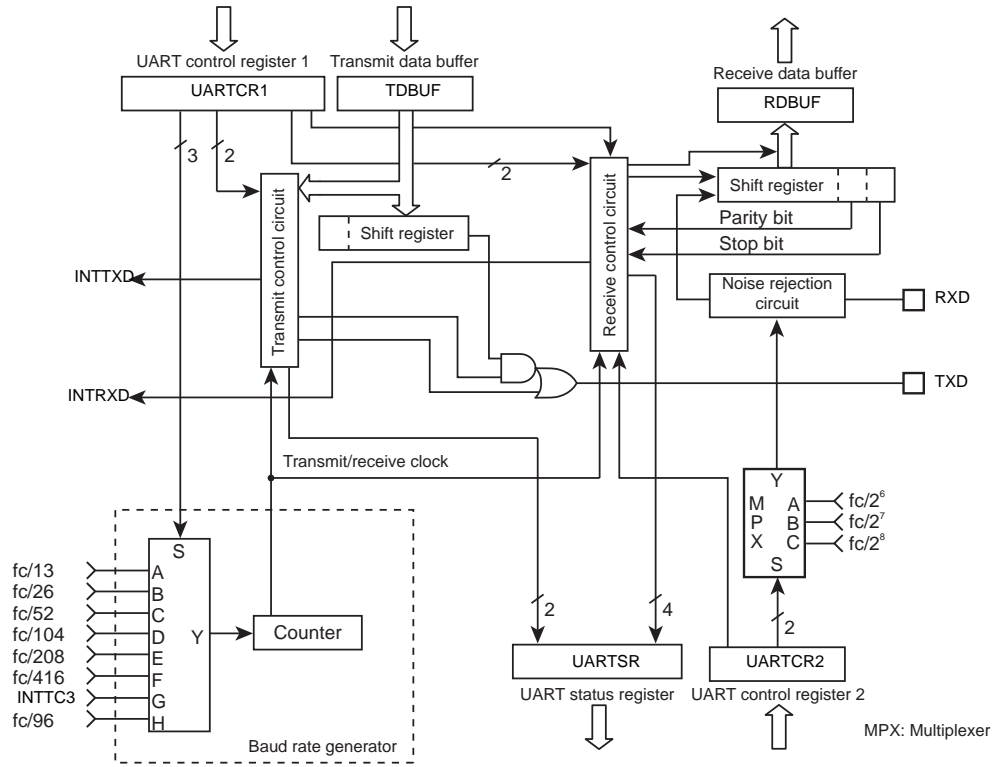 UART control register 1
Transmit data buffer
Receive data buffer
UARTCR1
TDBUF
RDBUF
3
2
2
Transmit control circuit
Receive control circuit
Shift register
Shift register
Parity bit
Stop bit
INTTXD
Noise rejection
circuit
RXD
INTRXD
TXD
Transmit/receive clock
Y
M
P
X
A
B
C
S
fc/2⁶
fc/2⁷
fc/2⁸
S
fc/13
fc/26
fc/52
fc/104
fc/208
fc/416
INTTC3
fc/96
A
B
C
D
E
F
G
H
Y
Counter
2
4
2
UARTSR
UARTCR2
UART status register
UART control register 2
Baud rate generator
MPX: Multiplexer